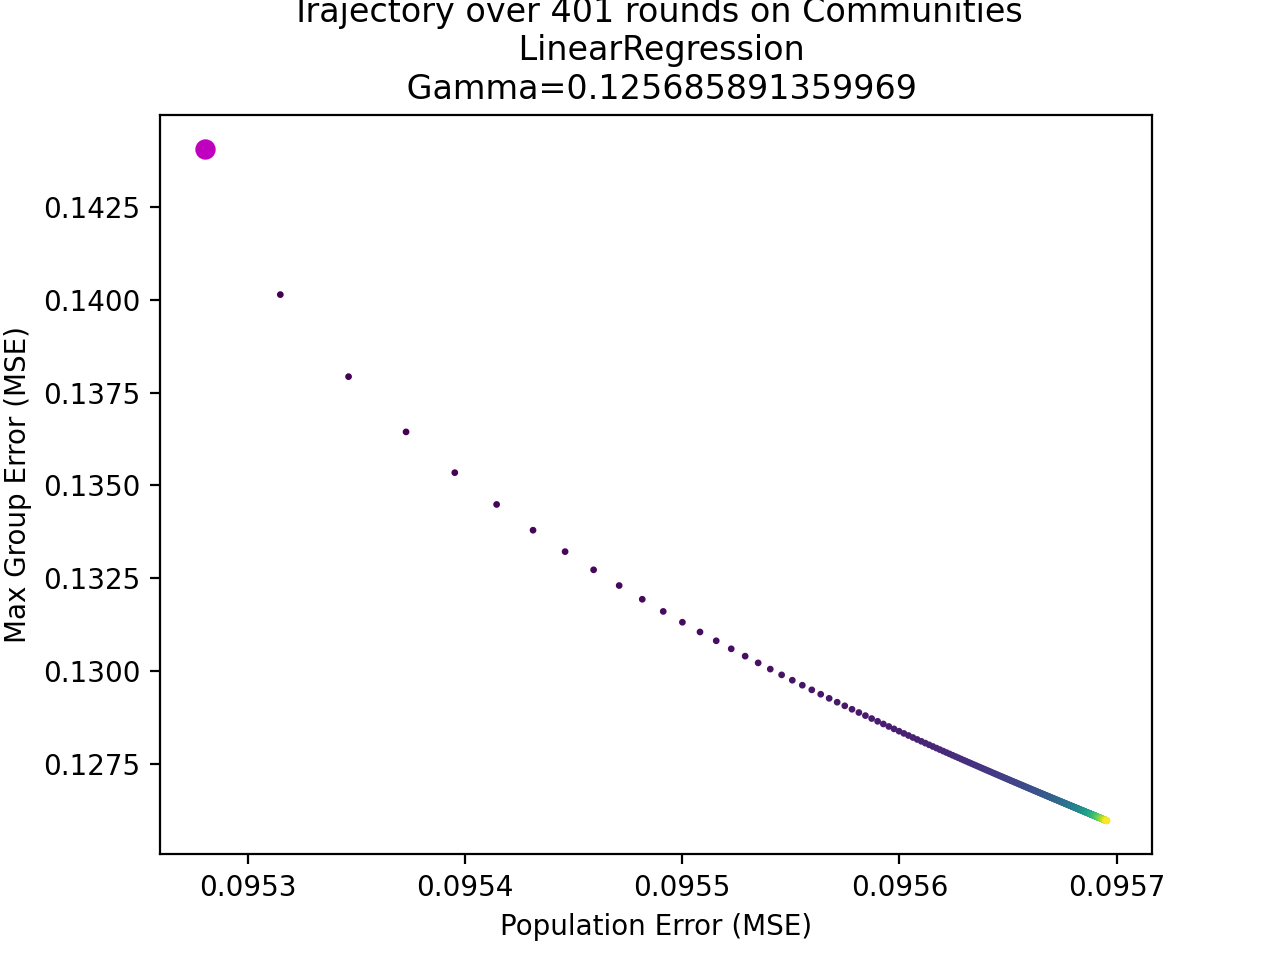 Trajectory over 401 rounds on Communities
LinearRegression
Gamma=0.125685891359969
Max Group Error (MSE)
0.1425
0.1400
0.1375
0.1350
0.1325
0.1300
0.1275
0.0953 0.0954 0.0955 0.0956 0.0957
Population Error (MSE)